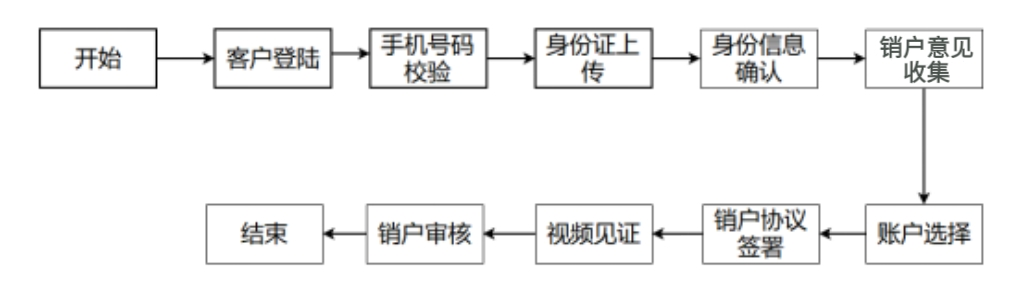 开始
客户登陆
手机号码
校验
身份证上
传
身份信息
确认
销户意见
收集
账户选择
销户协议
签署
视频见证
销户审核
结束